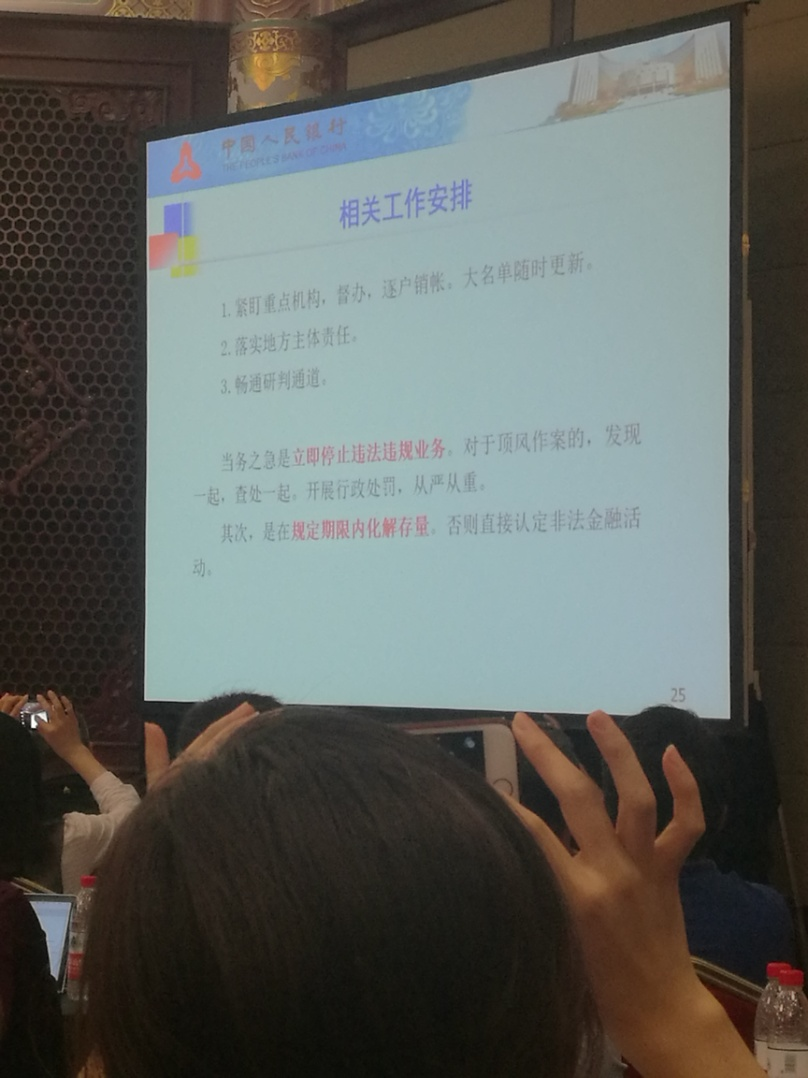 中国人民银行
THE PEOPLE'S BANK OF CHINA
相关工作安排
1.紧盯重点机构，督办，逐户销帐。大名单随时更新。
2.落实地方主体责任。
3.畅通研判通道。
当务之急是立即停止违法违规业务。对于顶风作案的，发现
一起，查处一起。开展行政处罚，从严从重。
其次，是在规定期限内化解存量。否则直接认定非法金融活
动。
25